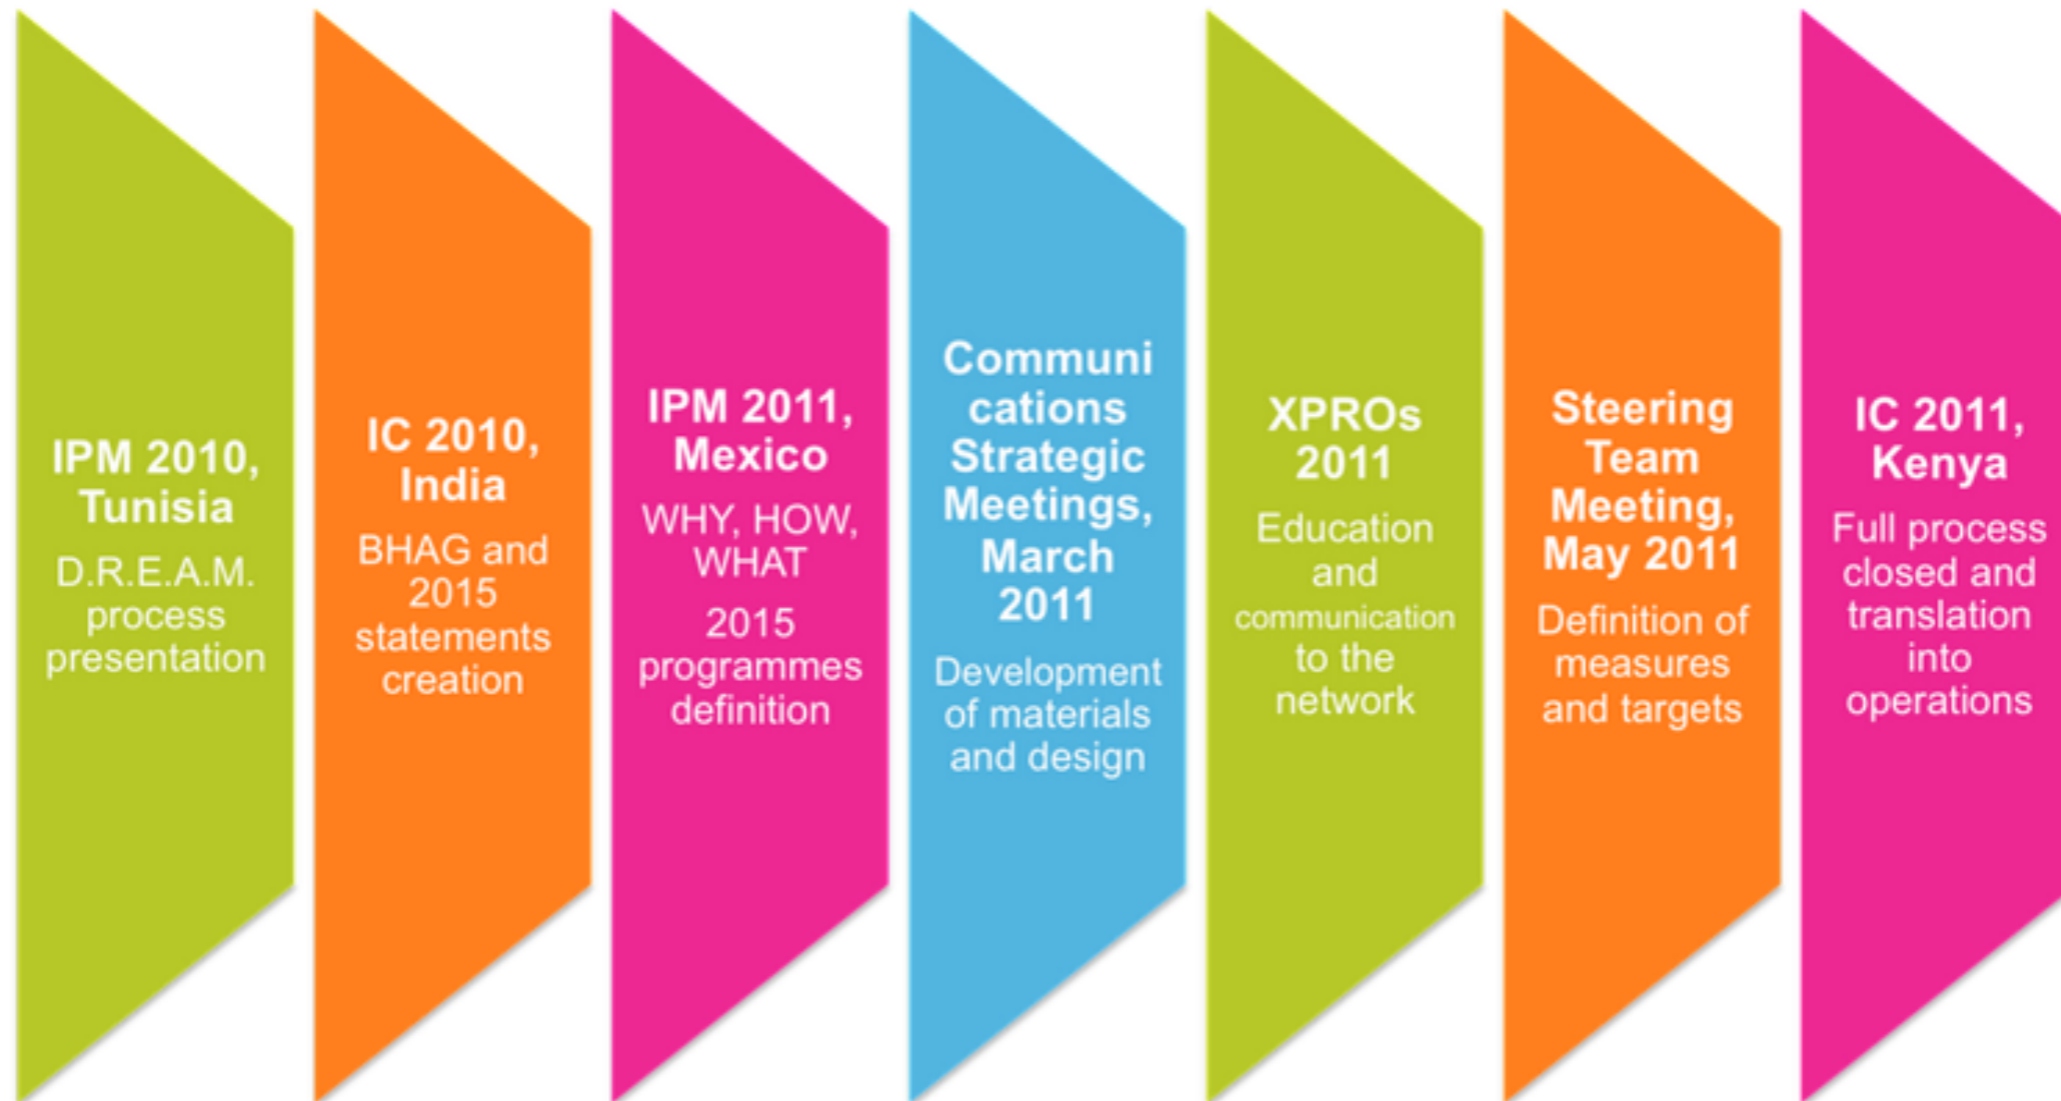 IPM 2010,
Tunisia
D.R.E.A.M.
process
presentation
IC 2010,
India
BHAG and
2015
statements
creation
IPM 2011,
Mexico
WHY, HOW,
WHAT
2015
programmes
definition
Communi
cations
Strategic
Meetings,
March
2011
Development
of materials
and design
XPROs
2011
Education
and
communication
to the
network
Steering
Team
Meeting,
May 2011
Definition of
measures
and targets
IC 2011,
Kenya
Full process
closed and
translation
into
operations